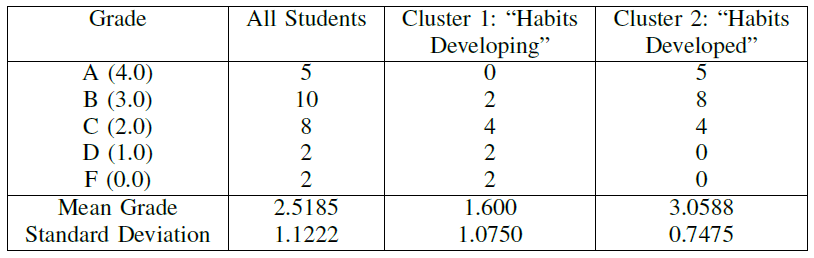 Grade All Students Cluster 1: “Habits Cluster 2: “Habits
Developing” Developed”
A (4.0) 5 0 5
B (3.0) 10 2 8
C (2.0) 8 4 4
D (1.0) 2 2 0
F (0.0) 2 2 0
Mean Grade 2.5185 1.600 3.0588
Standard Deviation 1.1222 1.0750 0.7475